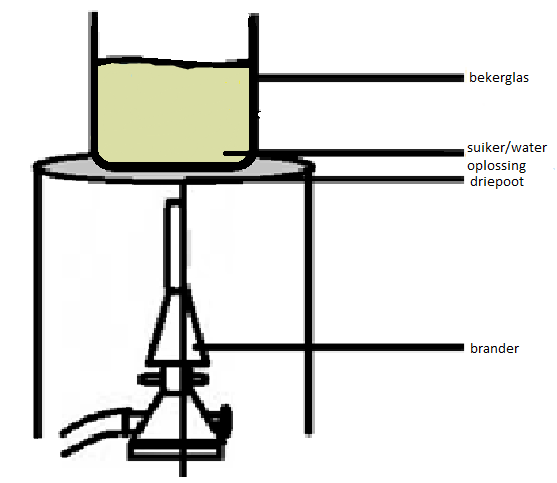 bekerglas
suiker/water
oplossing
driepoot
brander